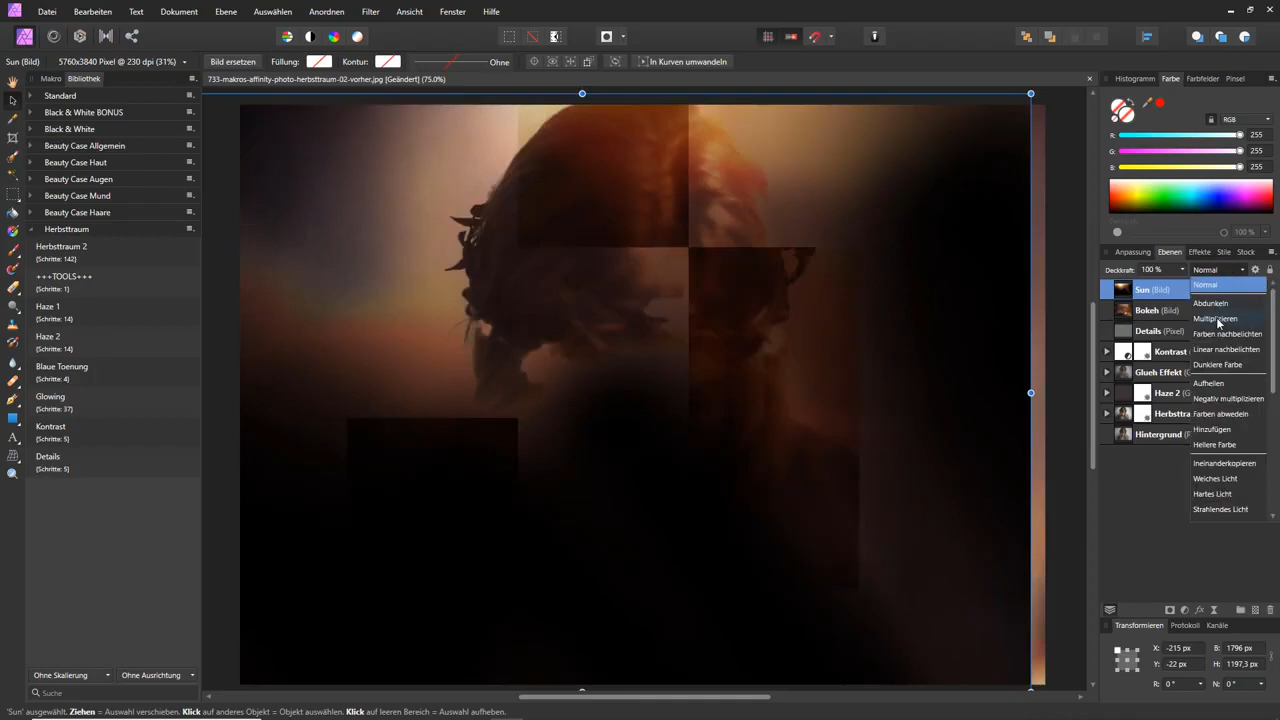 Datei Bearbeiten Text Dokument Ebene Auswählen Anordnen Filter Ansicht Fenster Hilfe
Sun (Bild) 5760x3840 Pixel @ 230 dpi (31%) Bild ersetzen Füllung: Kontur: Ohne In Kurven umwandeln
Makro Bibliothek
733-makros-affinity-photo-herbsttraum-02-vorher.jpg [Geändert] (75.0%)
Histogramm Farbe Farbfelder Pinsel
Standard
Black & White BONUS
Black & White
Beauty Case Allgemein
Beauty Case Haut
Beauty Case Augen
Beauty Case Mund
Beauty Case Haare
Herbsttraum
Herbsttraum 2
(Schritte: 142)
+++TOOLS+++
(Schritte: 1)
Haze 1
(Schritte: 14)
Haze 2
(Schritte: 14)
Blaue Toenung
(Schritte: 4)
Glowing
(Schritte: 37)
Kontrast
(Schritte: 5)
Details
(Schritte: 5)
Ohne Skalierung Ohne Ausrichtung
Suche
RGB
R: 255
G: 255
B: 255
100 %
Anpassung Ebenen Effekte Stile Stock
Deckkraft: 100 % Normal
Sun (Bild)
Bokeh (Bild)
Details (Pixel)
Kontrast
Glueh Effekt (G
Haze 2 (G
Herbsttra
Hintergrund (P
Normal
Abdunkeln
Multiplizieren
Farben nachbelichten
Linear nachbelichten
Dunklere Farbe
Aufhellen
Negativ multiplizieren
Farben abwedeln
Hinzufügen
Hellere Farbe
Ineinanderkopieren
Weiches Licht
Hartes Licht
Strahlendes Licht
Transformieren Protokoll Kanäle
X: -215 px B: 1796 px
Y: -22 px H: 1197,3 px
R: 0 ° N: 0 °
'Sun' ausgewählt. Ziehen = Auswahl verschieben. Klick auf anderes Objekt = Objekt auswählen. Klick auf leeren Bereich = Auswahl aufheben.